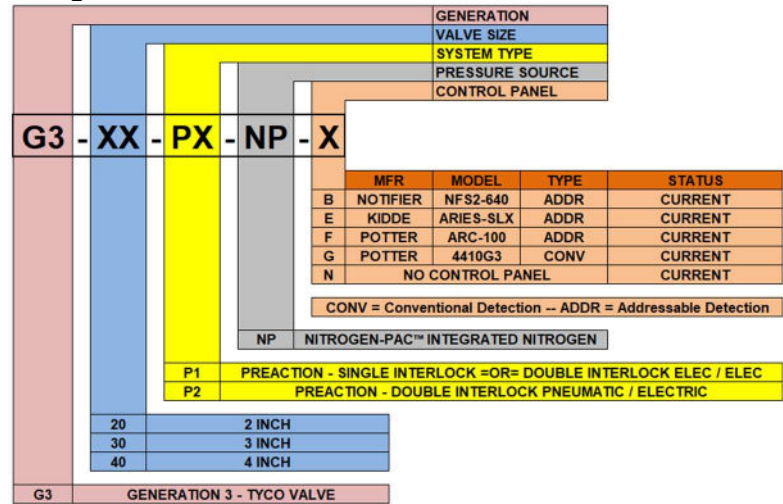 GENERATION
VALVE SIZE
SYSTEM TYPE
PRESSURE SOURCE
CONTROL PANEL
G3 - XX - PX - NP - X
MFR MODEL TYPE STATUS
B NOTIFIER NFS2-640 ADDR CURRENT
E KIDDE ARIES-SLX ADDR CURRENT
F POTTER ARC-100 ADDR CURRENT
G POTTER 4410G3 CONV CURRENT
N NO CONTROL PANEL CURRENT
CONV = Conventional Detection -- ADDR = Addressable Detection
NP NITROGEN-PAC™ INTEGRATED NITROGEN
P1 PREACTION - SINGLE INTERLOCK =OR= DOUBLE INTERLOCK ELEC / ELEC
P2 PREACTION - DOUBLE INTERLOCK PNEUMATIC / ELECTRIC
20 2 INCH
30 3 INCH
40 4 INCH
G3 GENERATION 3 - TYCO VALVE